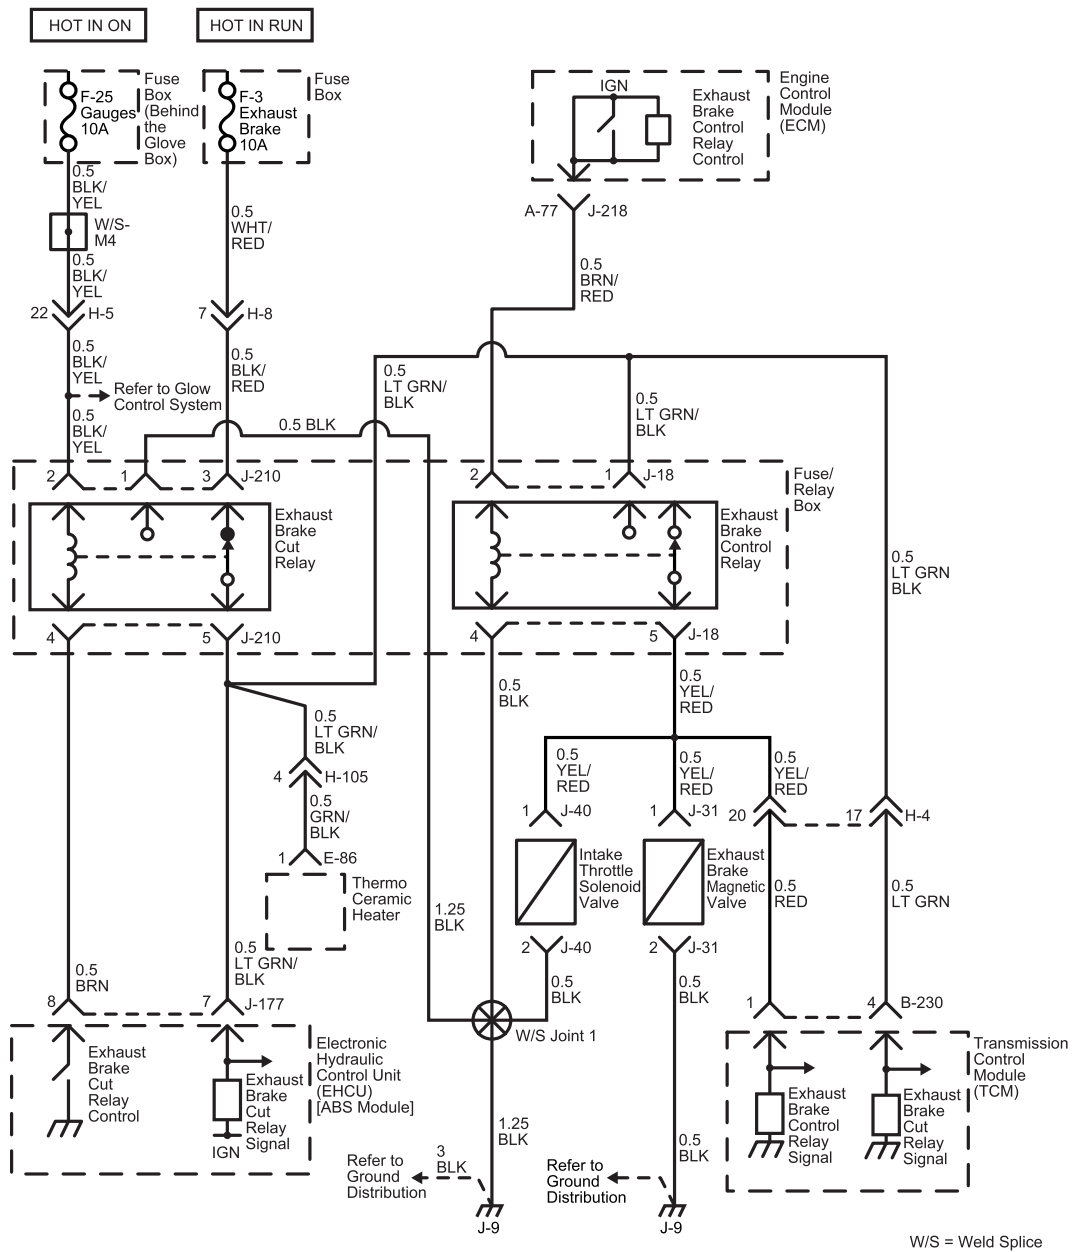 HOT IN ON
HOT IN RUN
F-25
Gauges
10A
Fuse
Box
(Behind
the
Glove
Box)
F-3
Exhaust
Brake
10A
Fuse
Box
IGN
Exhaust
Brake
Control
Relay
Control
Engine
Control
Module
(ECM)
0.5
BLK/
YEL
W/S-
M4
0.5
BLK/
YEL
0.5
WHT/
RED
A-77
J-218
0.5
BRN/
RED
22
H-5
7
H-8
0.5
BLK/
YEL
0.5
BLK/
RED
Refer to Glow
Control System
0.5
BLK/
YEL
0.5 BLK
0.5
LT GRN/
BLK
0.5
LT GRN/
BLK
2
1
3
J-210
2
1
J-18
Fuse/
Relay
Box
Exhaust
Brake
Cut
Relay
Exhaust
Brake
Control
Relay
0.5
LT GRN
BLK
4
5
J-210
4
5
J-18
0.5
BLK
0.5
YEL/
RED
0.5
LT GRN/
BLK
4
H-105
0.5
GRN/
BLK
0.5
YEL/
RED
0.5
YEL/
RED
0.5
YEL/
RED
1
J-40
1
J-31
20
17
H-4
1
E-86
Thermo
Ceramic
Heater
Intake
Throttle
Solenoid
Valve
Exhaust
Brake
Magnetic
Valve
0.5
RED
0.5
LT GRN
1.25
BLK
2
J-40
2
J-31
0.5
BRN
0.5
LT GRN/
BLK
0.5
BLK
0.5
BLK
8
7
J-177
W/S Joint 1
1
4
B-230
Exhaust
Brake
Cut
Relay
Control
Exhaust
Brake
Cut
Relay
Signal
IGN
Electronic
Hydraulic
Control Unit
(EHCU)
[ABS Module]
Exhaust
Brake
Control
Relay
Signal
Exhaust
Brake
Cut
Relay
Signal
Transmission
Control
Module
(TCM)
1.25
BLK
3
BLK
0.5
BLK
Refer to
Ground
Distribution
Refer to
Ground
Distribution
J-9
J-9
W/S = Weld Splice